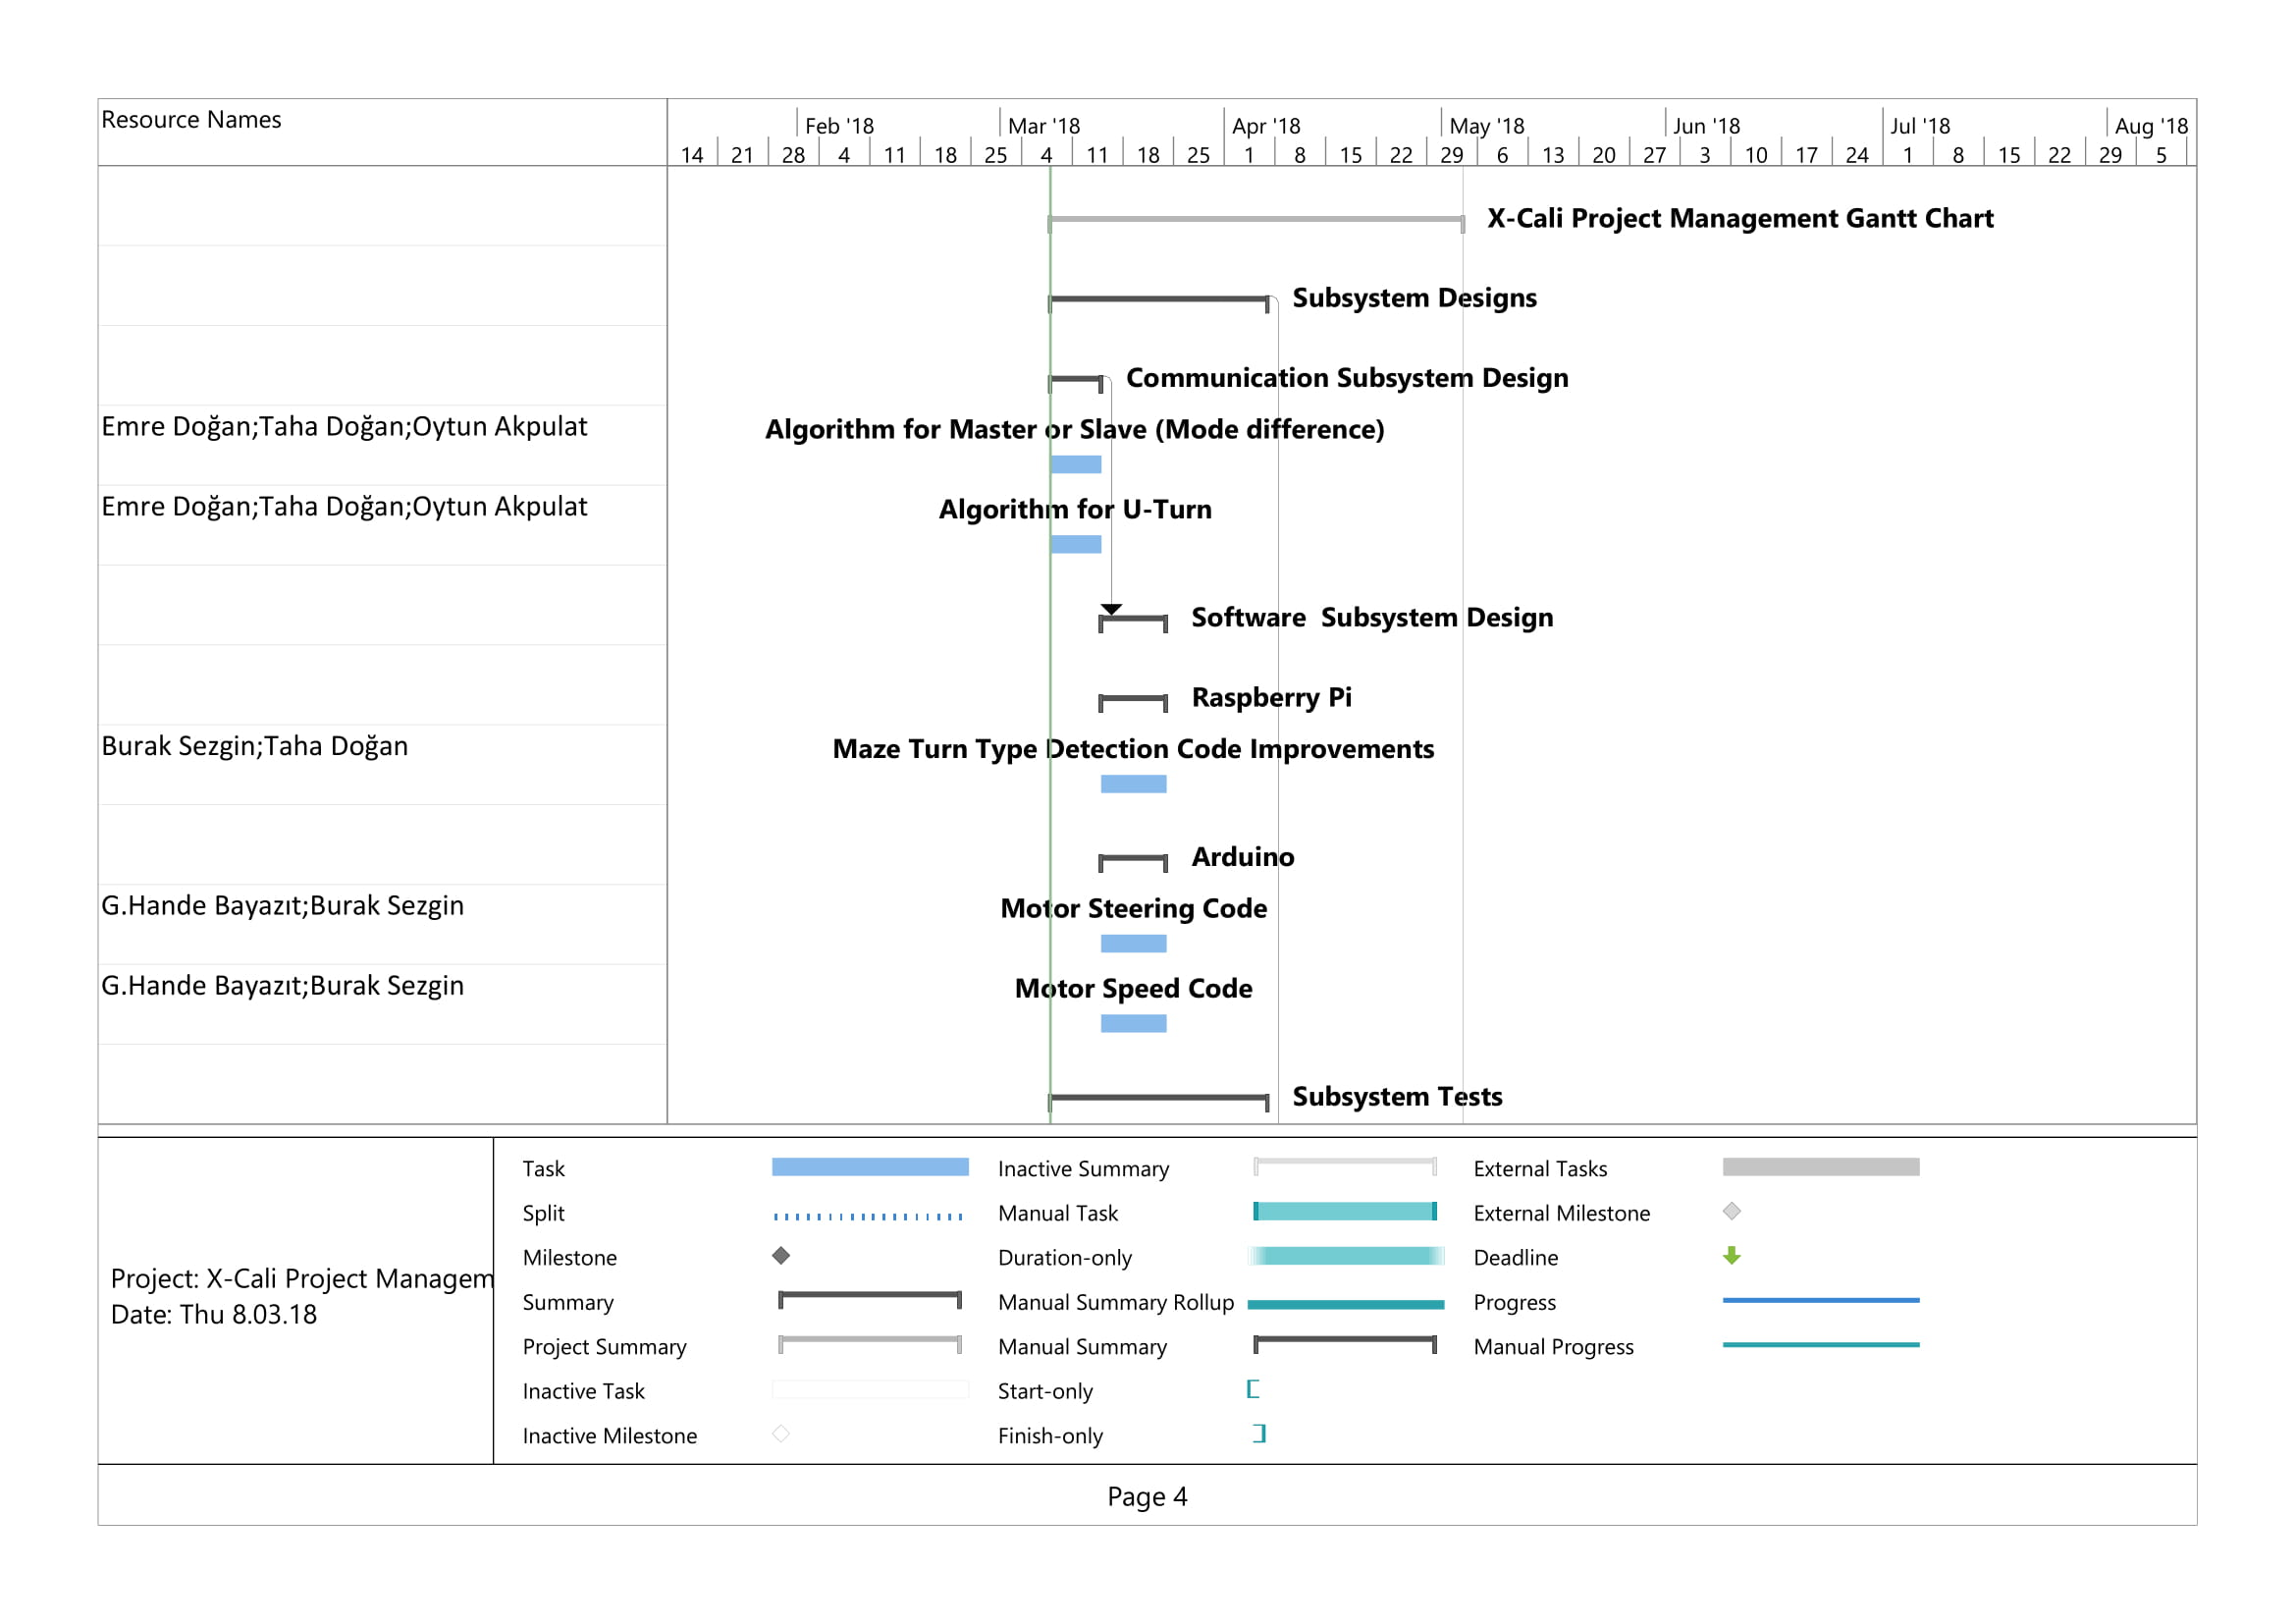 Resource Names
Feb '18 Mar '18 Apr '18 May '18 Jun '18 Jul '18 Aug '18
14 21 28 4 11 18 25 4 11 18 25 1 8 15 22 29 6 13 20 27 3 10 17 24 1 8 15 22 29 5
X-Cali Project Management Gantt Chart
Subsystem Designs
Communication Subsystem Design
Emre Doğan;Taha Doğan;Oytun Akpulat
Algorithm for Master or Slave (Mode difference)
Emre Doğan;Taha Doğan;Oytun Akpulat
Algorithm for U-Turn
Software Subsystem Design
Raspberry Pi
Burak Sezgin;Taha Doğan
Maze Turn Type Detection Code Improvements
Arduino
G.Hande Bayazıt;Burak Sezgin
Motor Steering Code
G.Hande Bayazıt;Burak Sezgin
Motor Speed Code
Subsystem Tests
Project: X-Cali Project Managem
Date: Thu 8.03.18
Task
Split
Milestone
Summary
Project Summary
Inactive Task
Inactive Milestone
Inactive Summary
Manual Task
Duration-only
Manual Summary Rollup
Manual Summary
Start-only
Finish-only
External Tasks
External Milestone
Deadline
Progress
Manual Progress
Page 4